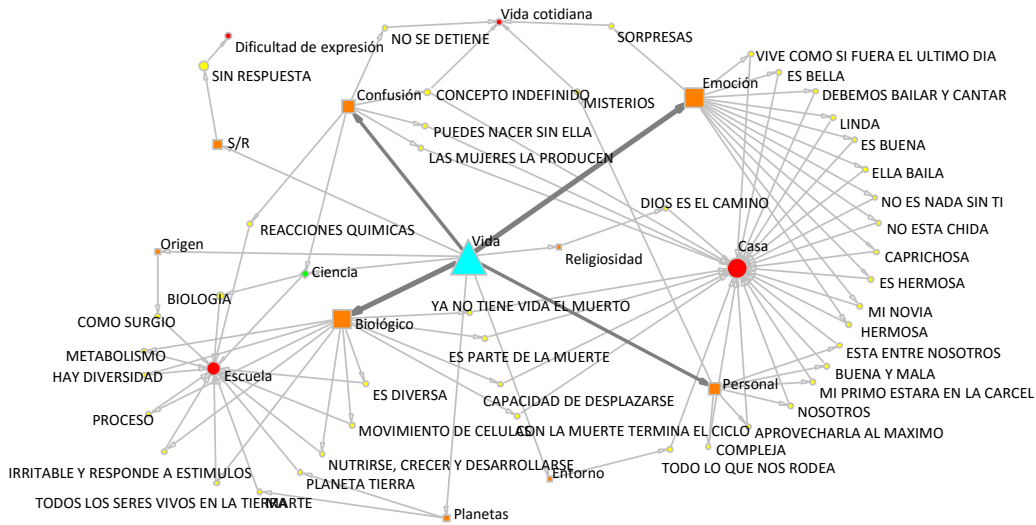 Vida cotidiana
Dificultad de expresión
NO SE DETIENE
SORPRESAS
VIVE COMO SI FUERA EL ULTIMO DIA
SIN RESPUESTA
Emoción
ES BELLA
Confusión
CONCEPTO INDEFINIDO
MISTERIOS
DEBEMOS BAILAR Y CANTAR
LINDA
PUEDES NACER SIN ELLA
S/R
ES BUENA
LAS MUJERES LA PRODUCEN
ELLA BAILA
DIOS ES EL CAMINO
NO ES NADA SIN TI
REACCIONES QUIMICAS
NO ESTA CHIDA
Origen
Vida
Casa
CAPRICHOSA
Religiosidad
Ciencia
ES HERMOSA
BIOLOGIA
YA NO TIENE VIDA EL MUERTO
MI NOVIA
COMO SURGIO
Biológico
HERMOSA
METABOLISMO
ES PARTE DE LA MUERTE
ESTA ENTRE NOSOTROS
HAY DIVERSIDAD
Escuela
BUENA Y MALA
ES DIVERSA
CAPACIDAD DE DESPLAZARSE
Personal
MI PRIMO ESTARA EN LA CARCEL
NOSOTROS
PROCESO
MOVIMIENTO DE CELULAS
CON LA MUERTE TERMINA EL CICLO
APROVECHARLA AL MAXIMO
COMPLEJA
IRRITABLE Y RESPONDE A ESTIMULOS
NUTRIRSE, CRECER Y DESARROLLARSE
TODO LO QUE NOS RODEA
Entorno
PLANETA TIERRA
TODOS LOS SERES VIVOS EN LA TIERRA
MARTE
Planetas